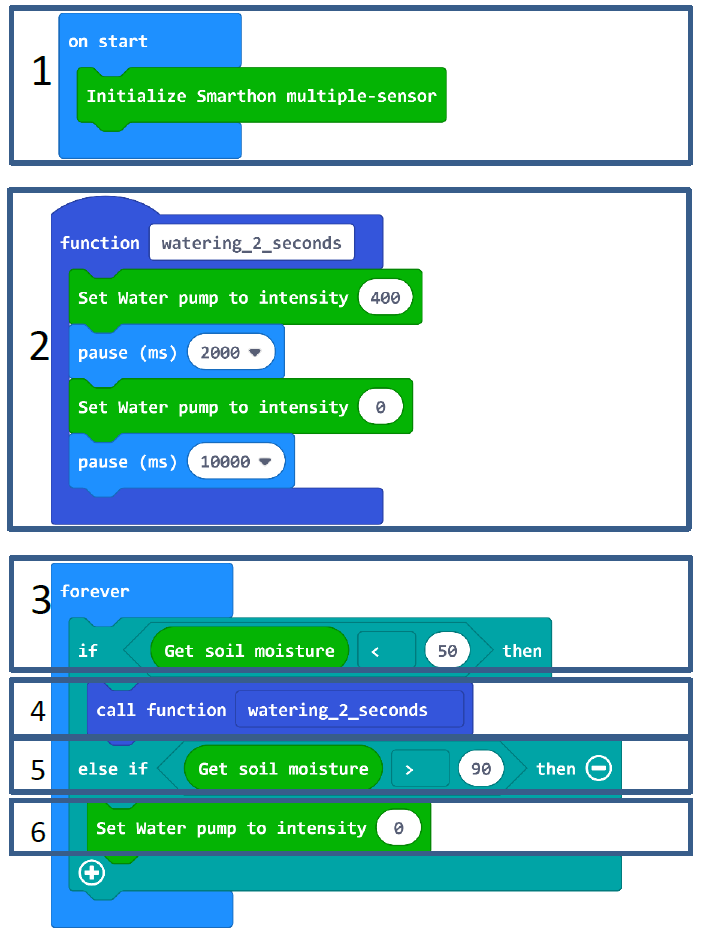 1
on start
Initialize Smarthon multiple-sensor
2
function watering_2_seconds
Set Water pump to intensity 400
pause (ms) 2000
Set Water pump to intensity 0
pause (ms) 10000
3
forever
if Get soil moisture < 50 then
4
call function watering_2_seconds
5
else if Get soil moisture > 90 then
6
Set Water pump to intensity 0